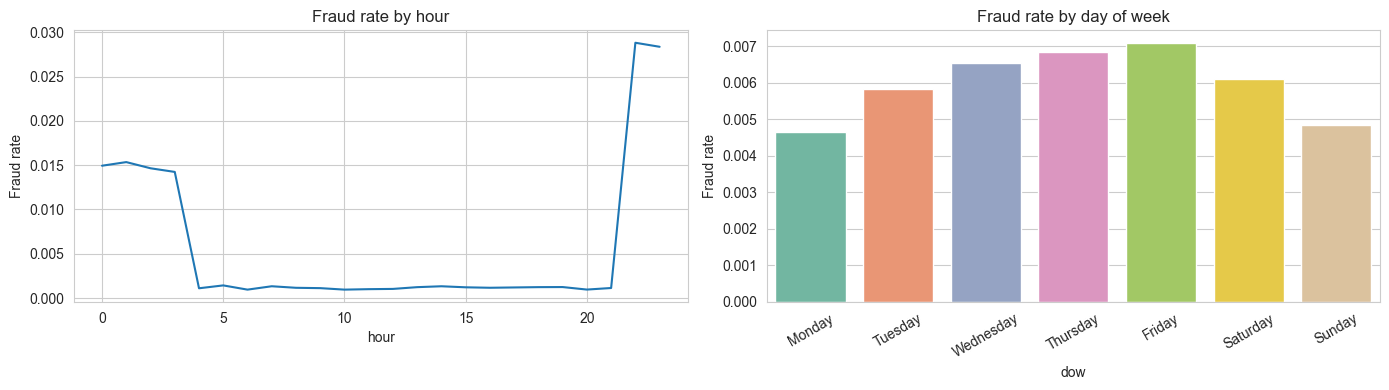 Fraud rate by hour
Fraud rate
0.030
0.025
0.020
0.015
0.010
0.005
0.000
0
5
10
15
20
hour
Fraud rate by day of week
Fraud rate
0.007
0.006
0.005
0.004
0.003
0.002
0.001
0.000
Monday
Tuesday
Wednesday
Thursday
Friday
Saturday
Sunday
dow